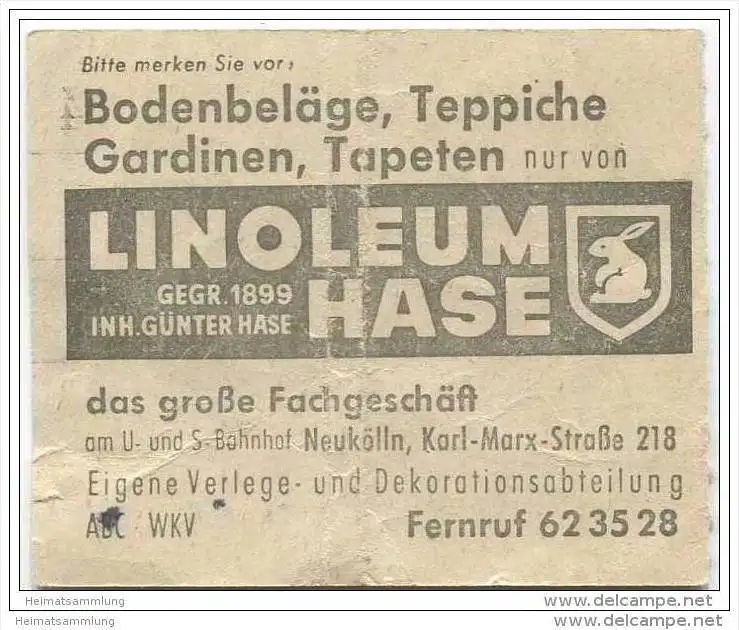 Bitte merken Sie vor:
Bodenbeläge, Teppiche
Gardinen, Tapeten nur von
LINOLEUM
GEGR. 1899
INH. GÜNTER HASE
HASE
das große Fachgeschäft
am U- und S-Bahnhof Neukölln, Karl-Marx-Straße 218
Eigene Verlege- und Dekorationsabteilung
ABC WKV Fernruf 62 35 28
Heimatsammlung www.delcampe.net
Heimatsammlung www.delcampe.net